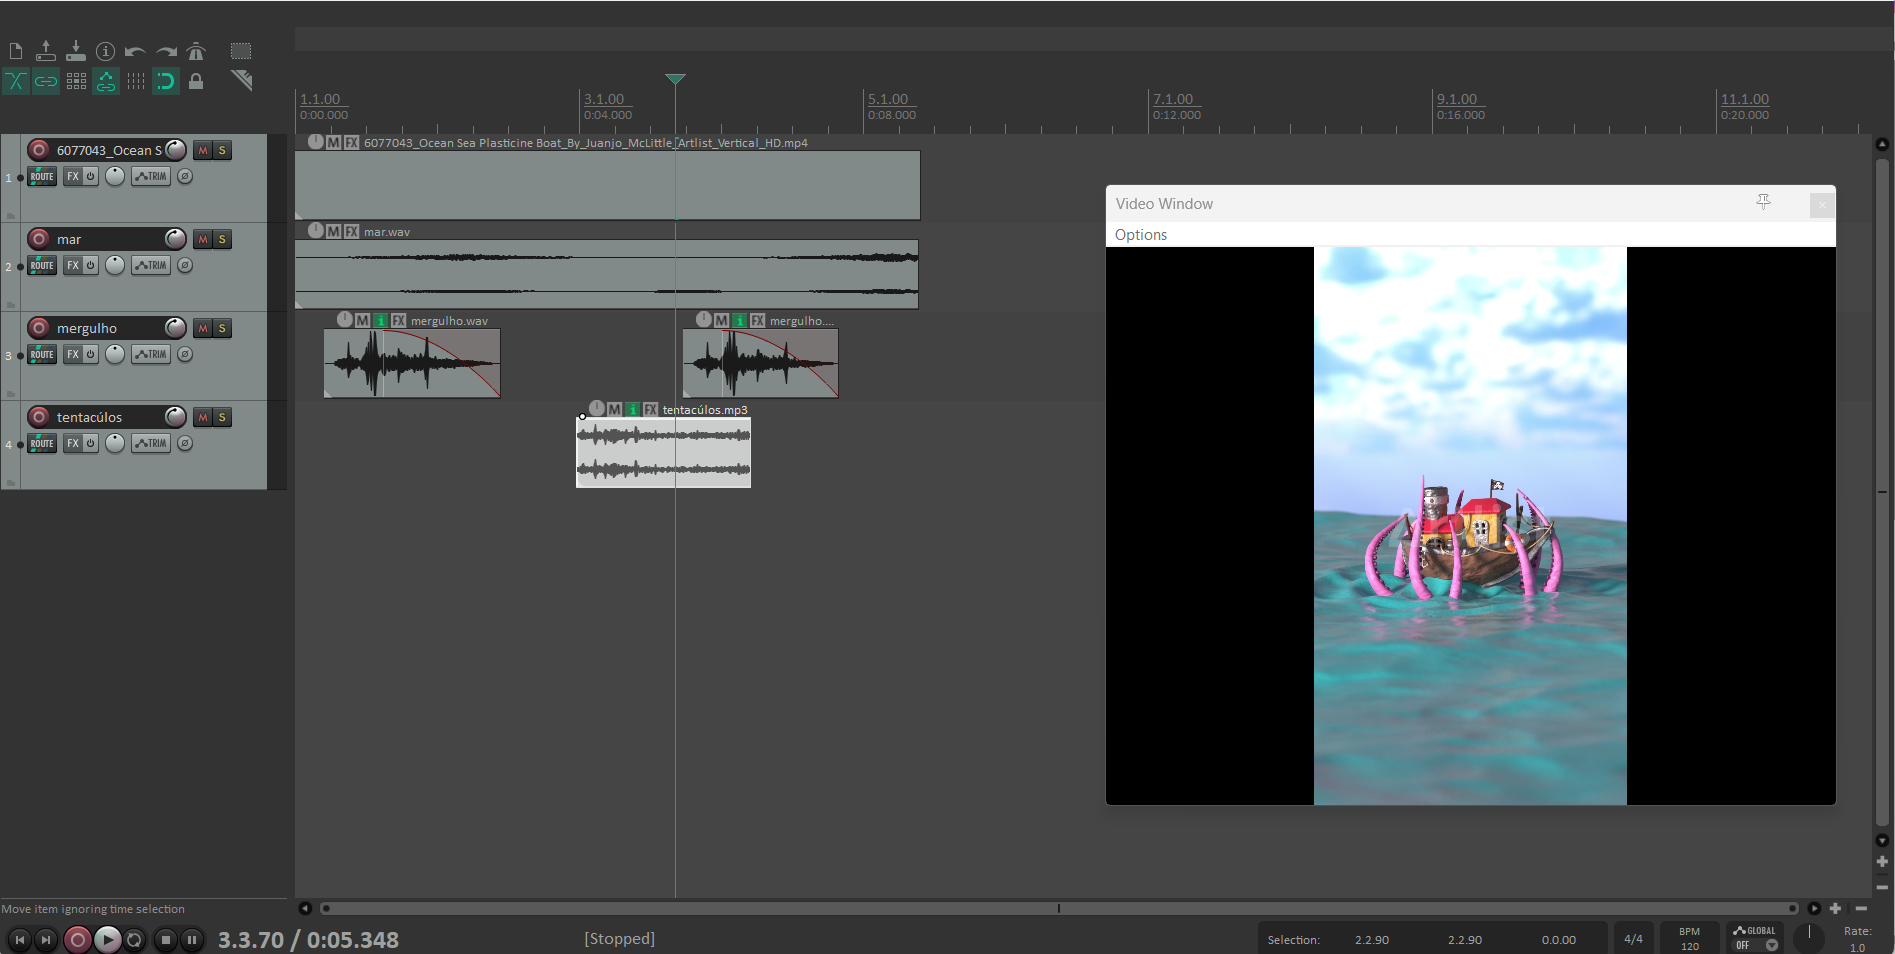 1.1.00 3.1.00 5.1.00 7.1.00 9.1.00 11.1.00
0:00.000 0:04.000 0:08.000 0:12.000 0:16.000 0:20.000
M FX 6077043_Ocean Sea Plasticine Boat_By_Juanjo_McLittle_Artlist_Vertical_HD.mp4
1 6077043_Ocean S M S
ROUTE FX TRIM
M FX mar.wav
2 mar M S
ROUTE FX TRIM
M i FX mergulho.wav
M i FX mergulho....
3 mergulho M S
ROUTE FX TRIM
M i FX tentacúlos.mp3
4 tentacúlos M S
ROUTE FX TRIM
Video Window
Options
Move item ignoring time selection
3.3.70 / 0:05.348
[Stopped]
Selection: 2.2.90 2.2.90 0.0.00
4/4
BPM
120
GLOBAL
OFF
Rate:
1.0